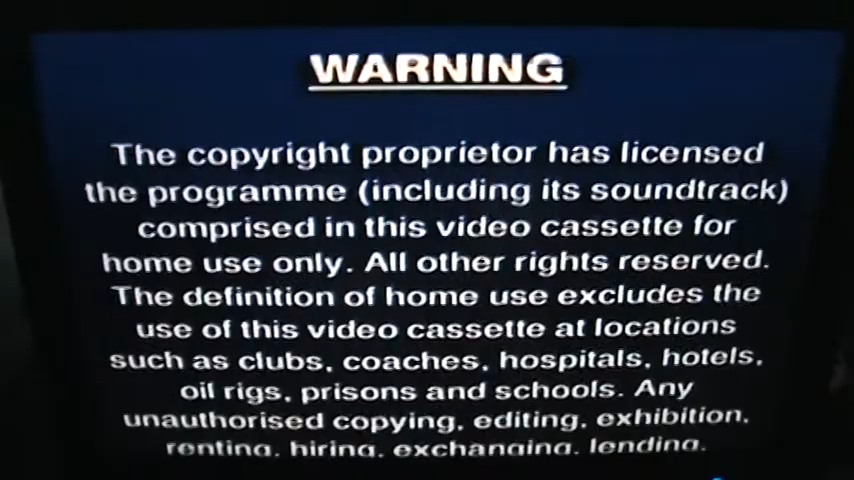 WARNING
The copyright proprietor has licensed
the programme (including its soundtrack)
comprised in this video cassette for
home use only. All other rights reserved.
The definition of home use excludes the
use of this video cassette at locations
such as clubs, coaches, hospitals, hotels,
oil rigs, prisons and schools. Any
unauthorised copying, editing, exhibition,
renting, hiring, exchanging, lending,